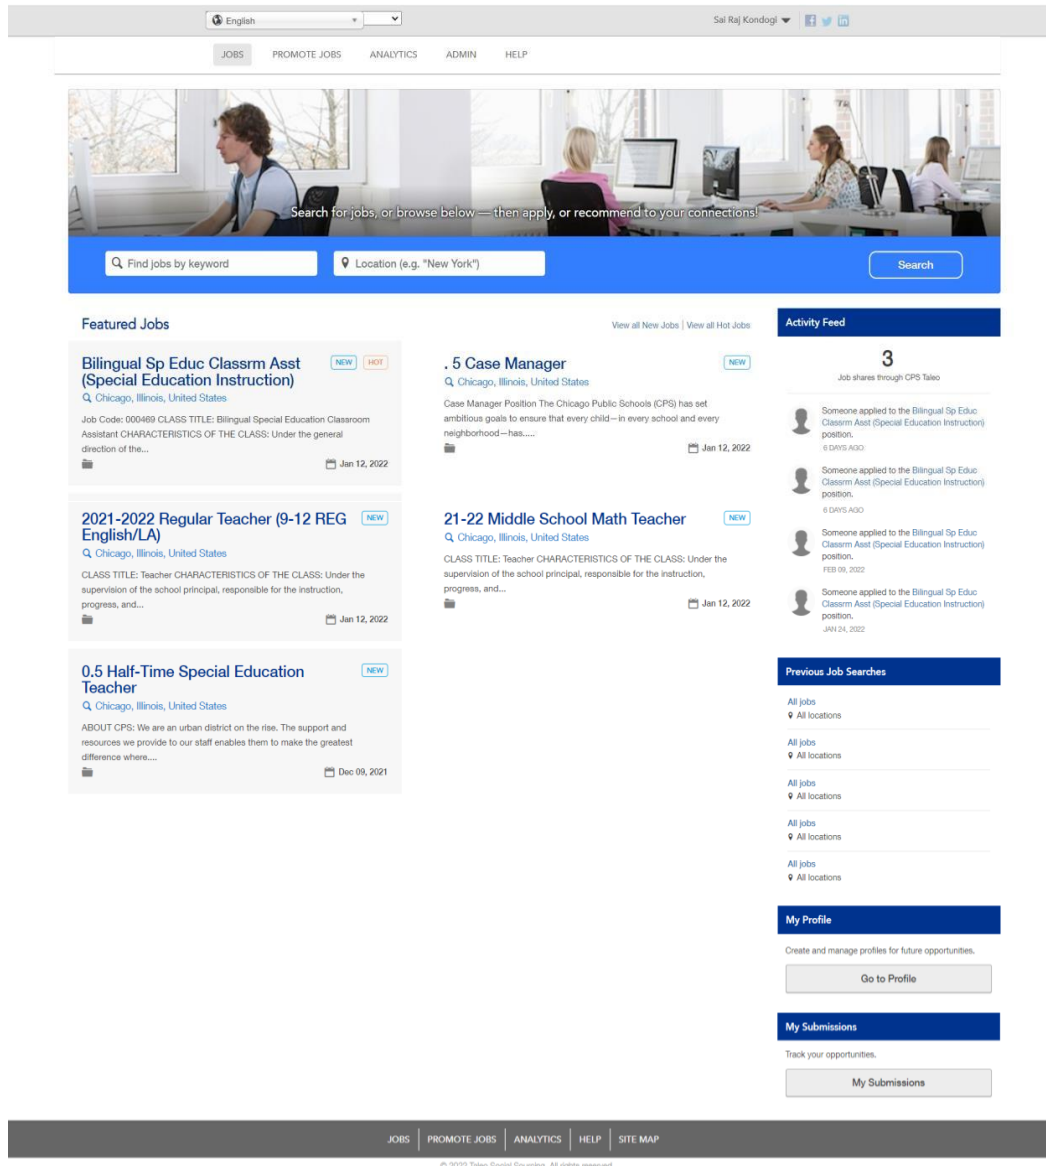 English
Sai Raj Kondogi
JOBS
PROMOTE JOBS
ANALYTICS
ADMIN
HELP
Search for jobs, or browse below — then apply, or recommend to your connections!
Find jobs by keyword
Location (e.g. "New York")
Search
Featured Jobs
View all New Jobs | View all Hot Jobs
Bilingual Sp Educ Classrm Asst
(Special Education Instruction)
NEW
HOT
Chicago, Illinois, United States
Job Code: 000469 CLASS TITLE: Bilingual Special Education Classroom
Assistant CHARACTERISTICS OF THE CLASS: Under the general
direction of the...
Jan 12, 2022
. 5 Case Manager
NEW
Chicago, Illinois, United States
Case Manager Position The Chicago Public Schools (CPS) has set
ambitious goals to ensure that every child—in every school and every
neighborhood—has.....
Jan 12, 2022
2021-2022 Regular Teacher (9-12 REG
English/LA)
NEW
Chicago, Illinois, United States
CLASS TITLE: Teacher CHARACTERISTICS OF THE CLASS: Under the
supervision of the school principal, responsible for the instruction,
progress, and...
Jan 12, 2022
21-22 Middle School Math Teacher
NEW
Chicago, Illinois, United States
CLASS TITLE: Teacher CHARACTERISTICS OF THE CLASS: Under the
supervision of the school principal, responsible for the instruction,
progress, and...
Jan 12, 2022
0.5 Half-Time Special Education
Teacher
NEW
Chicago, Illinois, United States
ABOUT CPS: We are an urban district on the rise. The support and
resources we provide to our staff enables them to make the greatest
difference where....
Dec 09, 2021
Activity Feed
3
Job shares through CPS Taleo
Someone applied to the Bilingual Sp Educ
Classrm Asst (Special Education Instruction)
position.
6 DAYS AGO
Someone applied to the Bilingual Sp Educ
Classrm Asst (Special Education Instruction)
position.
6 DAYS AGO
Someone applied to the Bilingual Sp Educ
Classrm Asst (Special Education Instruction)
position.
FEB 09, 2022
Someone applied to the Bilingual Sp Educ
Classrm Asst (Special Education Instruction)
position.
JAN 24, 2022
Previous Job Searches
All jobs
All locations
All jobs
All locations
All jobs
All locations
All jobs
All locations
All jobs
All locations
My Profile
Create and manage profiles for future opportunities.
Go to Profile
My Submissions
Track your opportunities.
My Submissions
JOBS | PROMOTE JOBS | ANALYTICS | HELP | SITE MAP
© 2022 Taleo Social Sourcing. All rights reserved.